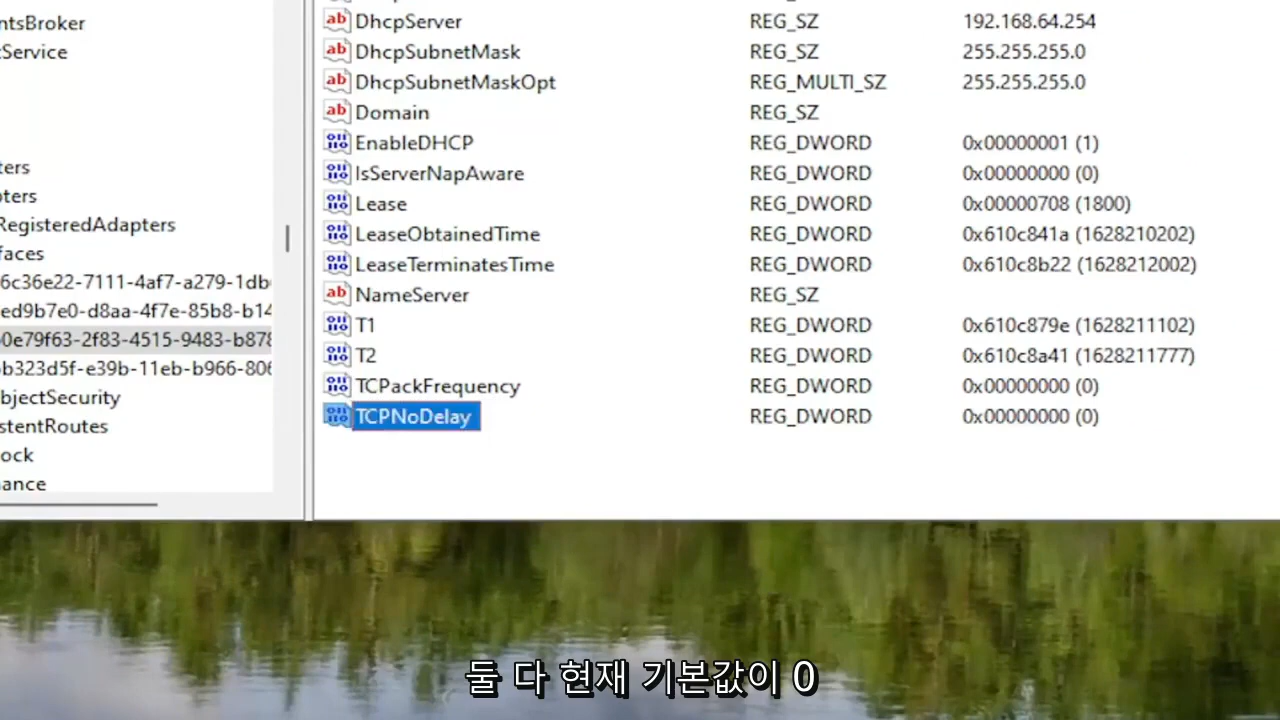 ntsBroker
Service
ters
oters
RegisteredAdapters
faces
6c36e22-7111-4af7-a279-1db
ed9b7e0-d8aa-4f7e-85b8-b14
0e79f63-2f83-4515-9483-b878
b323d5f-e39b-11eb-b966-806
bjectSecurity
stentRoutes
ock
nance
DhcpServer REG_SZ 192.168.64.254
DhcpSubnetMask REG_SZ 255.255.255.0
DhcpSubnetMaskOpt REG_MULTI_SZ 255.255.255.0
Domain REG_SZ
EnableDHCP REG_DWORD 0x00000001 (1)
IsServerNapAware REG_DWORD 0x00000000 (0)
Lease REG_DWORD 0x00000708 (1800)
LeaseObtainedTime REG_DWORD 0x610c841a (1628210202)
LeaseTerminatesTime REG_DWORD 0x610c8b22 (1628212002)
NameServer REG_SZ
T1 REG_DWORD 0x610c879e (1628211102)
T2 REG_DWORD 0x610c8a41 (1628211777)
TCPackFrequency REG_DWORD 0x00000000 (0)
TCPNoDelay REG_DWORD 0x00000000 (0)
둘 다 현재 기본값이 0